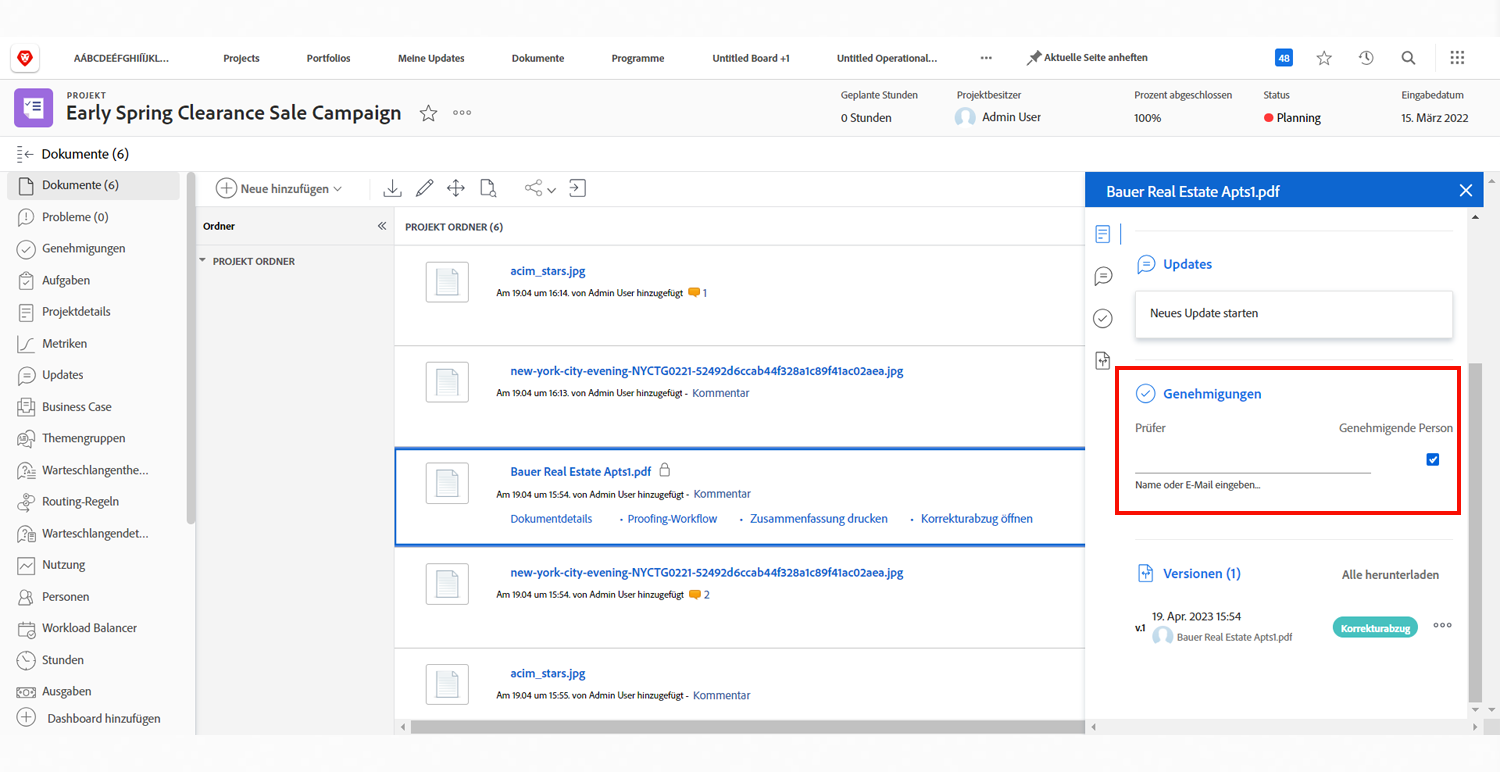 AÁBCDEÉFGHIÍJKL...
Projects
Portfolios
Meine Updates
Dokumente
Programme
Untitled Board +1
Untitled Operational...
Aktuelle Seite anheften
48
PROJEKT
Early Spring Clearance Sale Campaign
Geplante Stunden
0 Stunden
Projektbesitzer
Admin User
Prozent abgeschlossen
100%
Status
Planning
Eingabedatum
15. März 2022
Dokumente (6)
Dokumente (6)
Probleme (0)
Genehmigungen
Aufgaben
Projektdetails
Metriken
Updates
Business Case
Themengruppen
Warteschlangenthe...
Routing-Regeln
Warteschlangendet...
Nutzung
Personen
Workload Balancer
Stunden
Ausgaben
Dashboard hinzufügen
Neue hinzufügen
Ordner
PROJEKT ORDNER
PROJEKT ORDNER (6)
acim_stars.jpg
Am 19.04 um 16:14. von Admin User hinzugefügt 1
new-york-city-evening-NYCTG0221-52492d6ccab44f328a1c89f41ac02aea.jpg
Am 19.04 um 16:13. von Admin User hinzugefügt - Kommentar
Bauer Real Estate Apts1.pdf
Am 19.04 um 15:54. von Admin User hinzugefügt - Kommentar
Dokumentdetails • Proofing-Workflow • Zusammenfassung drucken • Korrekturabzug öffnen
new-york-city-evening-NYCTG0221-52492d6ccab44f328a1c89f41ac02aea.jpg
Am 19.04 um 15:54. von Admin User hinzugefügt 2
acim_stars.jpg
Am 19.04 um 15:55. von Admin User hinzugefügt - Kommentar
Bauer Real Estate Apts1.pdf
Updates
Neues Update starten
Genehmigungen
Prüfer
Genehmigende Person
Name oder E-Mail eingeben...
Versionen (1)
Alle herunterladen
v.1
19. Apr. 2023 15:54
Bauer Real Estate Apts1.pdf
Korrekturabzug